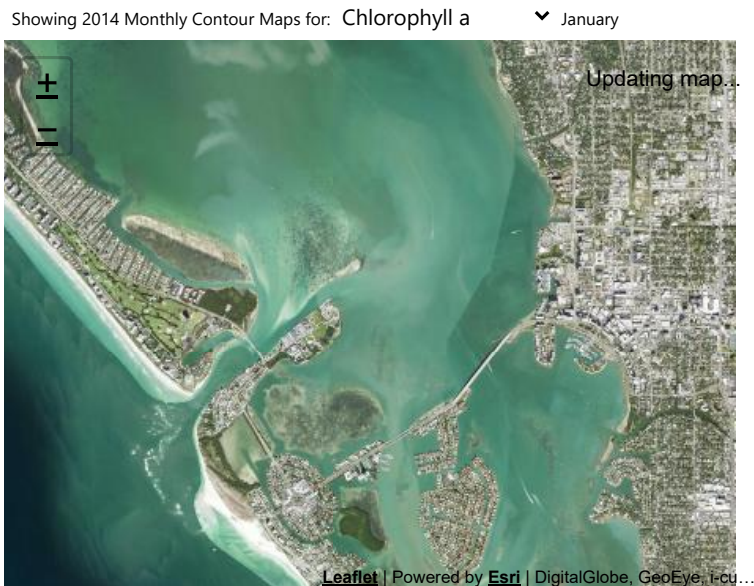 Showing 2014 Monthly Contour Maps for: Chlorophyll a January
+
Updating map...
−
Leaflet | Powered by Esri | DigitalGlobe, GeoEye, i-cu...